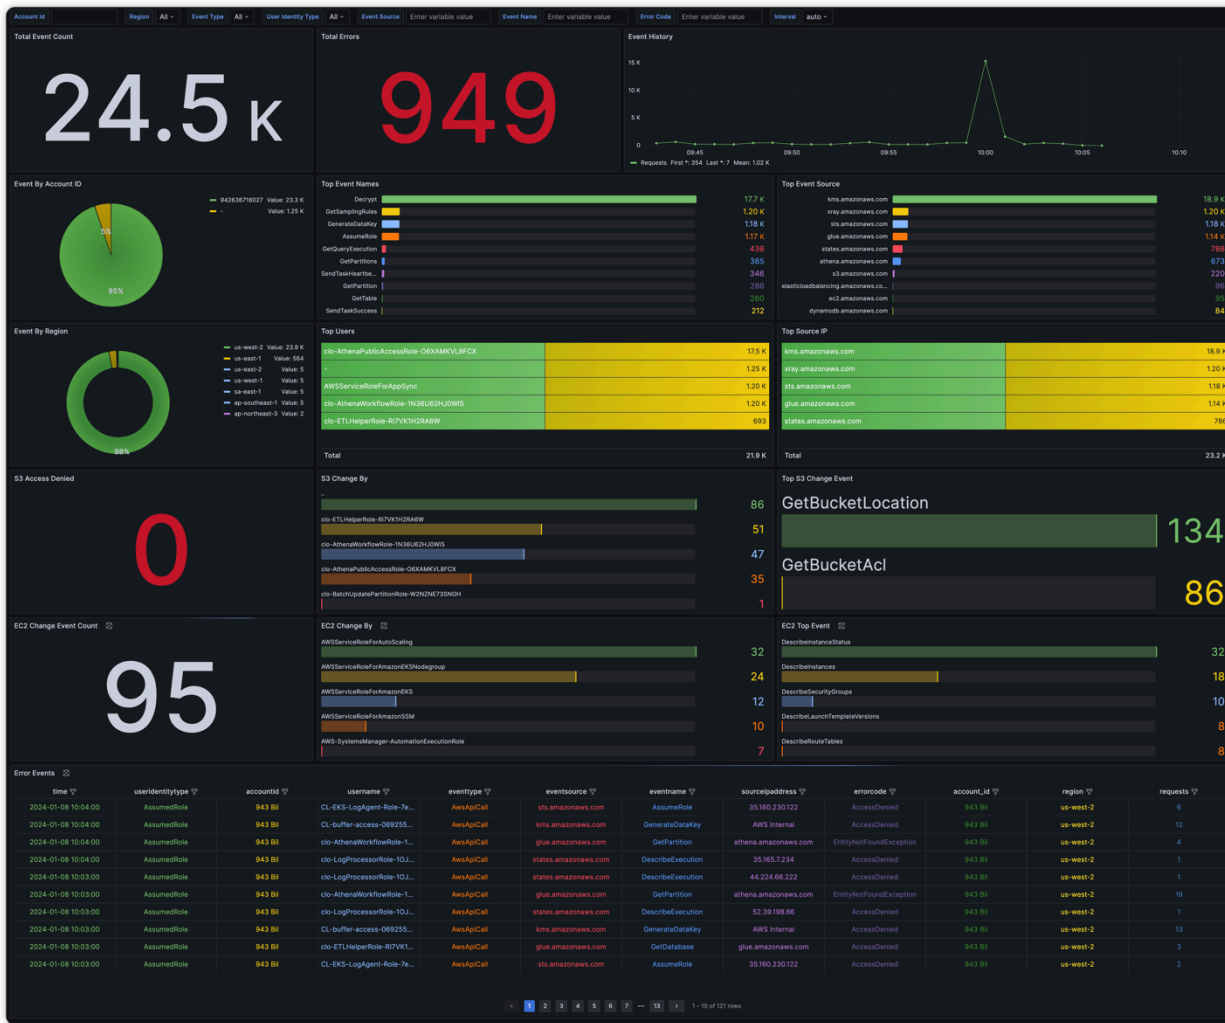 Account Id Region All Event Type All User Identity Type All Event Source Enter variable value Event Name Enter variable value Error Code Enter variable value Interval auto
Total Event Count
24.5 K
Total Errors
949
Event History
15 K
10 K
5 K
0
09:45 09:50 09:55 10:00 10:05 10:10
Requests First *: 354 Last *: 7 Mean: 1.02 K
Event By Account ID
942636716027 Value: 23.3 K
- Value: 1.25 K
5%
95%
Top Event Names
Decrypt 17.7 K
GetSamplingRules 1.20 K
GenerateDataKey 1.18 K
AssumeRole 1.17 K
GetQueryExecution 436
GetPartitions 365
SendTaskHeartbe... 346
GetPartition 286
GetTable 260
SendTaskSuccess 212
Top Event Source
kms.amazonaws.com 18.9 K
xray.amazonaws.com 1.20 K
sts.amazonaws.com 1.18 K
glue.amazonaws.com 1.14 K
states.amazonaws.com 786
athena.amazonaws.com 673
s3.amazonaws.com 220
elasticloadbalancing.amazonaws.co... 96
ec2.amazonaws.com 95
dynamodb.amazonaws.com 84
Event By Region
us-west-2 Value: 23.9 K
us-east-1 Value: 564
us-east-2 Value: 5
us-west-1 Value: 5
sa-east-1 Value: 5
ap-southeast-1 Value: 5
ap-northeast-3 Value: 2
98%
Top Users
clo-AthenaPublicAccessRole-O6XAMKVL8FCX 17.5 K
- 1.25 K
AWSServiceRoleForAppSync 1.20 K
clo-AthenaWorkflowRole-1N36U62HJ0WI5 1.20 K
clo-ETLHelperRole-RI7VK1H2RA6W 693
Total 21.9 K
Top Source IP
kms.amazonaws.com 18.9 K
xray.amazonaws.com 1.20 K
sts.amazonaws.com 1.18 K
glue.amazonaws.com 1.14 K
states.amazonaws.com 786
Total 23.2 K
S3 Access Denied
0
S3 Change By
- 86
clo-ETLHelperRole-RI7VK1H2RA6W 51
clo-AthenaWorkflowRole-1N36U62HJ0WI5 47
clo-AthenaPublicAccessRole-O6XAMKVL8FCX 35
clo-BatchUpdatePartitionRole-W2NZNE73SNGH 1
Top S3 Change Event
GetBucketLocation 134
GetBucketAcl 86
EC2 Change Event Count
95
EC2 Change By
AWSServiceRoleForAutoScaling 32
AWSServiceRoleForAmazonEKSNodegroup 24
AWSServiceRoleForAmazonEKS 12
AWSServiceRoleForAmazonSSM 10
AWS-SystemsManager-AutomationExecutionRole 7
EC2 Top Event
DescribeInstanceStatus 32
DescribeInstances 18
DescribeSecurityGroups 10
DescribeLaunchTemplateVersions 8
DescribeRouteTables 8
Error Events
time useridentitytype accountid username eventtype eventsource eventname sourceipaddress errorcode account_id region requests
2024-01-08 10:04:00 AssumedRole 943 Bil CL-EKS-LogAgent-Role-7e... AwsApiCall sts.amazonaws.com AssumeRole 35.160.230.122 AccessDenied 943 Bil us-west-2 6
2024-01-08 10:04:00 AssumedRole 943 Bil CL-buffer-access-069255... AwsApiCall kms.amazonaws.com GenerateDataKey AWS Internal AccessDenied 943 Bil us-west-2 12
2024-01-08 10:04:00 AssumedRole 943 Bil clo-AthenaWorkflowRole-1... AwsApiCall glue.amazonaws.com GetPartition athena.amazonaws.com EntityNotFoundException 943 Bil us-west-2 4
2024-01-08 10:04:00 AssumedRole 943 Bil clo-LogProcessorRole-1OJ... AwsApiCall states.amazonaws.com DescribeExecution 35.165.7.234 AccessDenied 943 Bil us-west-2 1
2024-01-08 10:04:00 AssumedRole 943 Bil clo-LogProcessorRole-1OJ... AwsApiCall states.amazonaws.com DescribeExecution 44.224.66.222 AccessDenied 943 Bil us-west-2 1
2024-01-08 10:03:00 AssumedRole 943 Bil clo-AthenaWorkflowRole-1... AwsApiCall glue.amazonaws.com GetPartition athena.amazonaws.com EntityNotFoundException 943 Bil us-west-2 19
2024-01-08 10:03:00 AssumedRole 943 Bil clo-LogProcessorRole-1OJ... AwsApiCall states.amazonaws.com DescribeExecution 52.39.198.66 AccessDenied 943 Bil us-west-2 1
2024-01-08 10:03:00 AssumedRole 943 Bil CL-buffer-access-069255... AwsApiCall kms.amazonaws.com GenerateDataKey AWS Internal AccessDenied 943 Bil us-west-2 13
2024-01-08 10:03:00 AssumedRole 943 Bil clo-ETLHelperRole-RI7VK1... AwsApiCall glue.amazonaws.com GetDatabase glue.amazonaws.com AccessDenied 943 Bil us-west-2 3
2024-01-08 10:03:00 AssumedRole 943 Bil CL-EKS-LogAgent-Role-7e... AwsApiCall sts.amazonaws.com AssumeRole 35.160.230.122 AccessDenied 943 Bil us-west-2 2
< 1 2 3 4 5 6 7 ... 13 > 1 - 10 of 121 rows